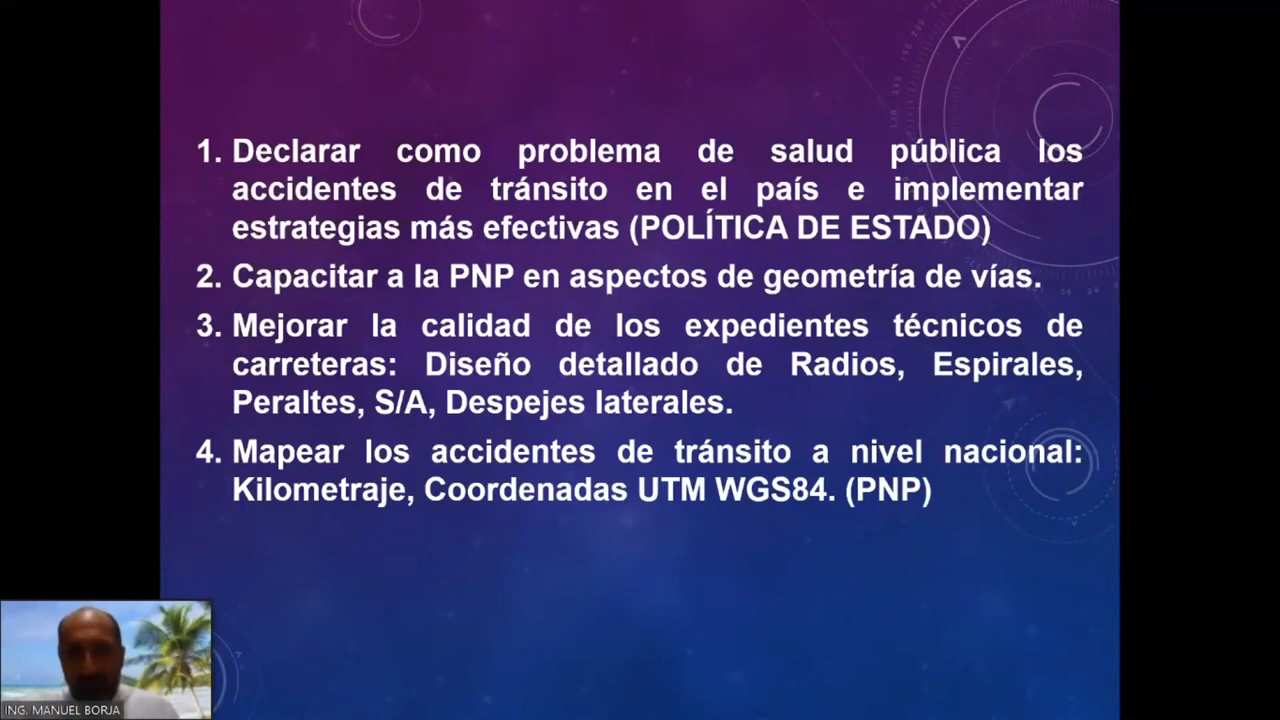 1. Declarar como problema de salud pública los
accidentes de tránsito en el país e implementar
estrategias más efectivas (POLÍTICA DE ESTADO)
2. Capacitar a la PNP en aspectos de geometría de vías.
3. Mejorar la calidad de los expedientes técnicos de
carreteras: Diseño detallado de Radios, Espirales,
Peraltes, S/A, Despejes laterales.
4. Mapear los accidentes de tránsito a nivel nacional:
Kilometraje, Coordenadas UTM WGS84. (PNP)
ING. MANUEL BORJA